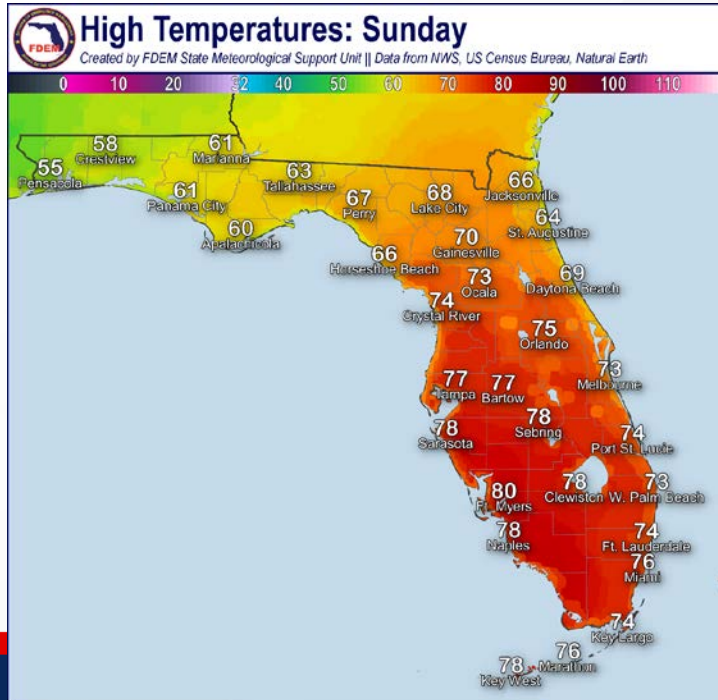 High Temperatures: Sunday
Created by FDEM State Meteorological Support Unit || Data from NWS, US Census Bureau, Natural Earth
FDEM
0 10 20 32 40 50 60 70 80 90 100 110
58
Crestview
61
Marianna
55
Pensacola
63
Tallahassee
61
Panama City
67
Perry
68
Lake City
66
Jacksonville
60
Apalachicola
64
St. Augustine
70
Gainesville
66
Horseshoe Beach
73
Ocala
69
Daytona Beach
74
Crystal River
75
Orlando
73
Melbourne
77
Tampa
77
Bartow
78
Sebring
78
Sarasota
74
Port St. Lucie
80
Ft. Myers
78
Clewiston
73
W. Palm Beach
78
Naples
74
Ft. Lauderdale
76
Miami
74
Key Largo
76
Marathon
78
Key West